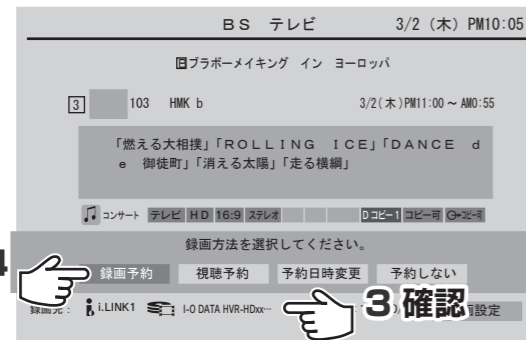 BS テレビ 3/2 (木) PM10:05
🈞ブラボーメイキング イン ヨーロッパ
3 103 HMK b 3/2(木)PM11:00 ~ AM0:55
「燃える大相撲」「ROLLING ICE」「DANCE d
e 御徒町」「消える太陽」「走る横綱」
コンサート テレビ HD 16:9 ステレオ Dコピー1 コピー可
録画方法を選択してください。
4
録画予約 視聴予約 予約日時変更 予約しない
3 確認
録画先: i.LINK1 I-O DATA HVR-HDxx…